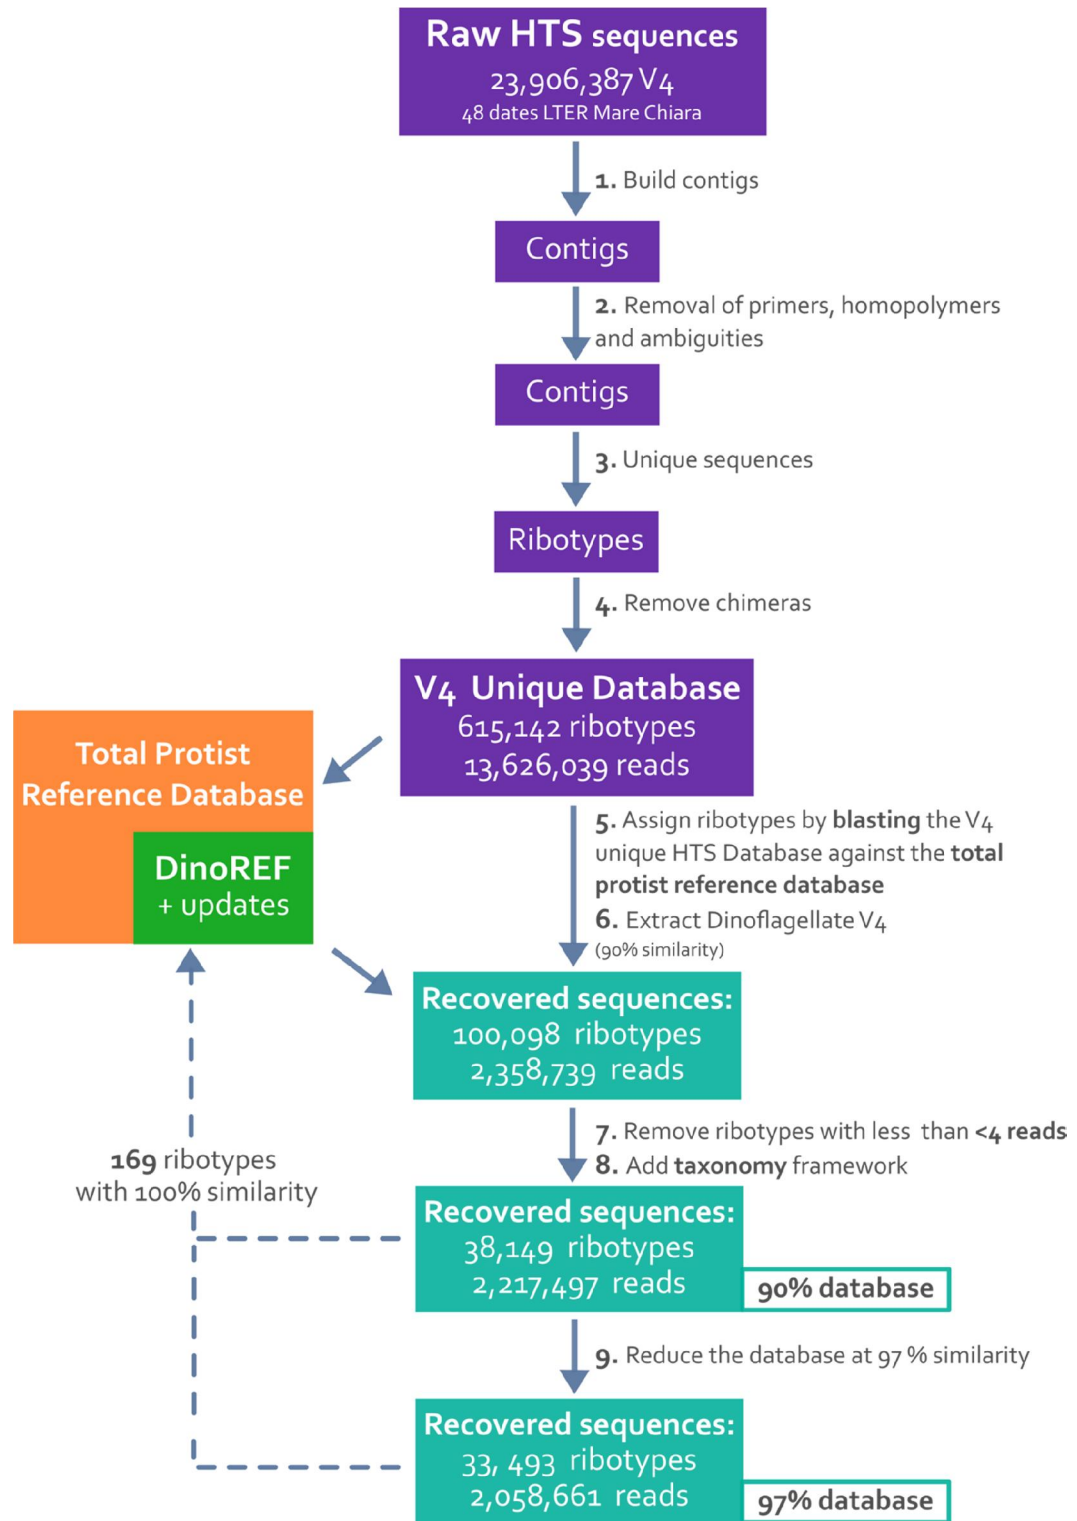 Raw HTS sequences
23,906,387 V4
48 dates LTER Mare Chiara
1. Build contigs
Contigs
2. Removal of primers, homopolymers
and ambiguities
Contigs
3. Unique sequences
Ribotypes
4. Remove chimeras
V4 Unique Database
615,142 ribotypes
13,626,039 reads
Total Protist
Reference Database
DinoREF
+ updates
5. Assign ribotypes by blasting the V4
unique HTS Database against the total
protist reference database
6. Extract Dinoflagellate V4
(90% similarity)
Recovered sequences:
100,098 ribotypes
2,358,739 reads
7. Remove ribotypes with less than <4 reads
8. Add taxonomy framework
169 ribotypes
with 100% similarity
Recovered sequences:
38,149 ribotypes
2,217,497 reads
90% database
9. Reduce the database at 97 % similarity
Recovered sequences:
33, 493 ribotypes
2,058,661 reads
97% database